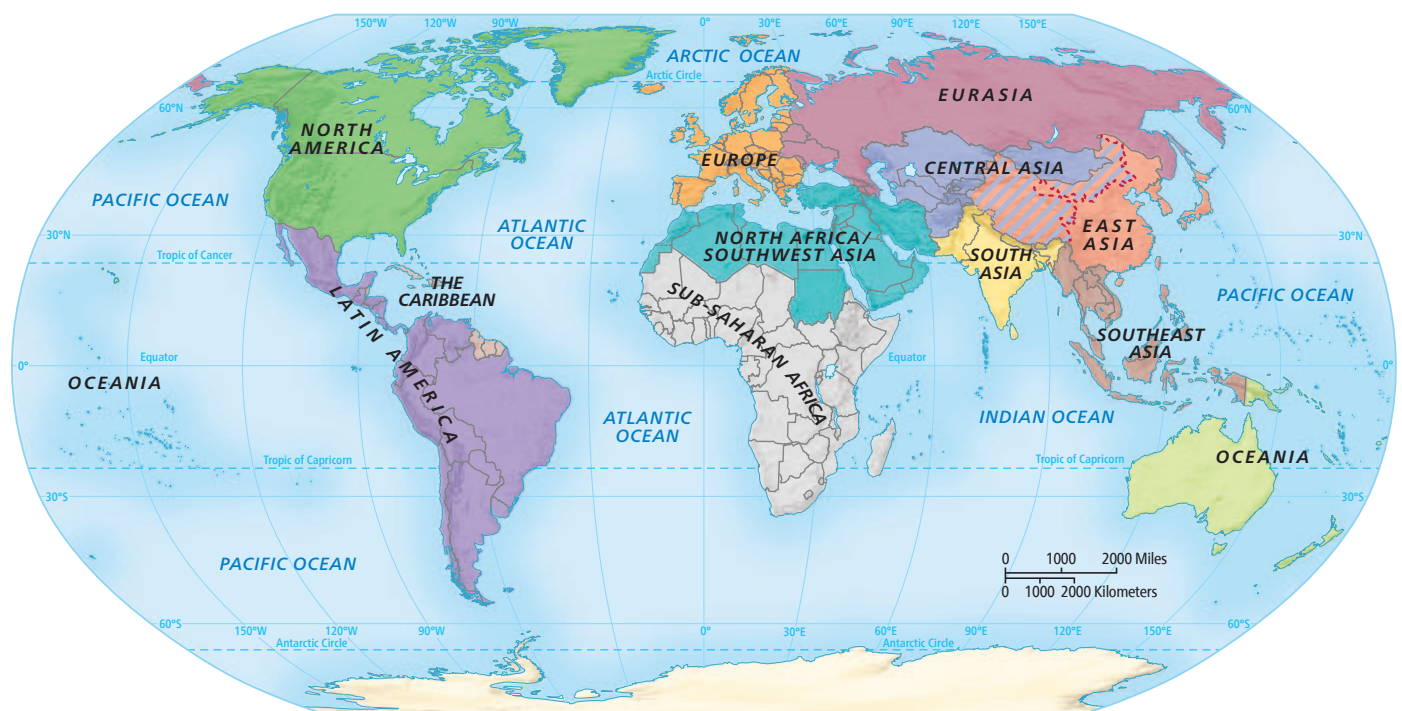 150°W 120°W 90°W 0° 30°E 60°E 90°E 120°E 150°E
ARCTIC OCEAN
Arctic Circle
60°N
EURASIA
60°N
NORTH
AMERICA
EUROPE
CENTRAL ASIA
PACIFIC OCEAN
ATLANTIC
OCEAN
30°N
NORTH AFRICA/
SOUTHWEST ASIA
EAST
ASIA
30°N
Tropic of Cancer
SOUTH
ASIA
THE
CARIBBEAN
PACIFIC OCEAN
LATIN AMERICA
SUB-SAHARAN AFRICA
SOUTHEAST
ASIA
Equator
Equator
0°
0°
OCEANIA
ATLANTIC
OCEAN
INDIAN OCEAN
Tropic of Capricorn
Tropic of Capricorn
OCEANIA
30°S
30°S
PACIFIC OCEAN
0 1000 2000 Miles
0 1000 2000 Kilometers
60°S
60°S
150°W 120°W 90°W 0° 30°E 60°E 90°E 120°E 150°E
Antarctic Circle
Antarctic Circle